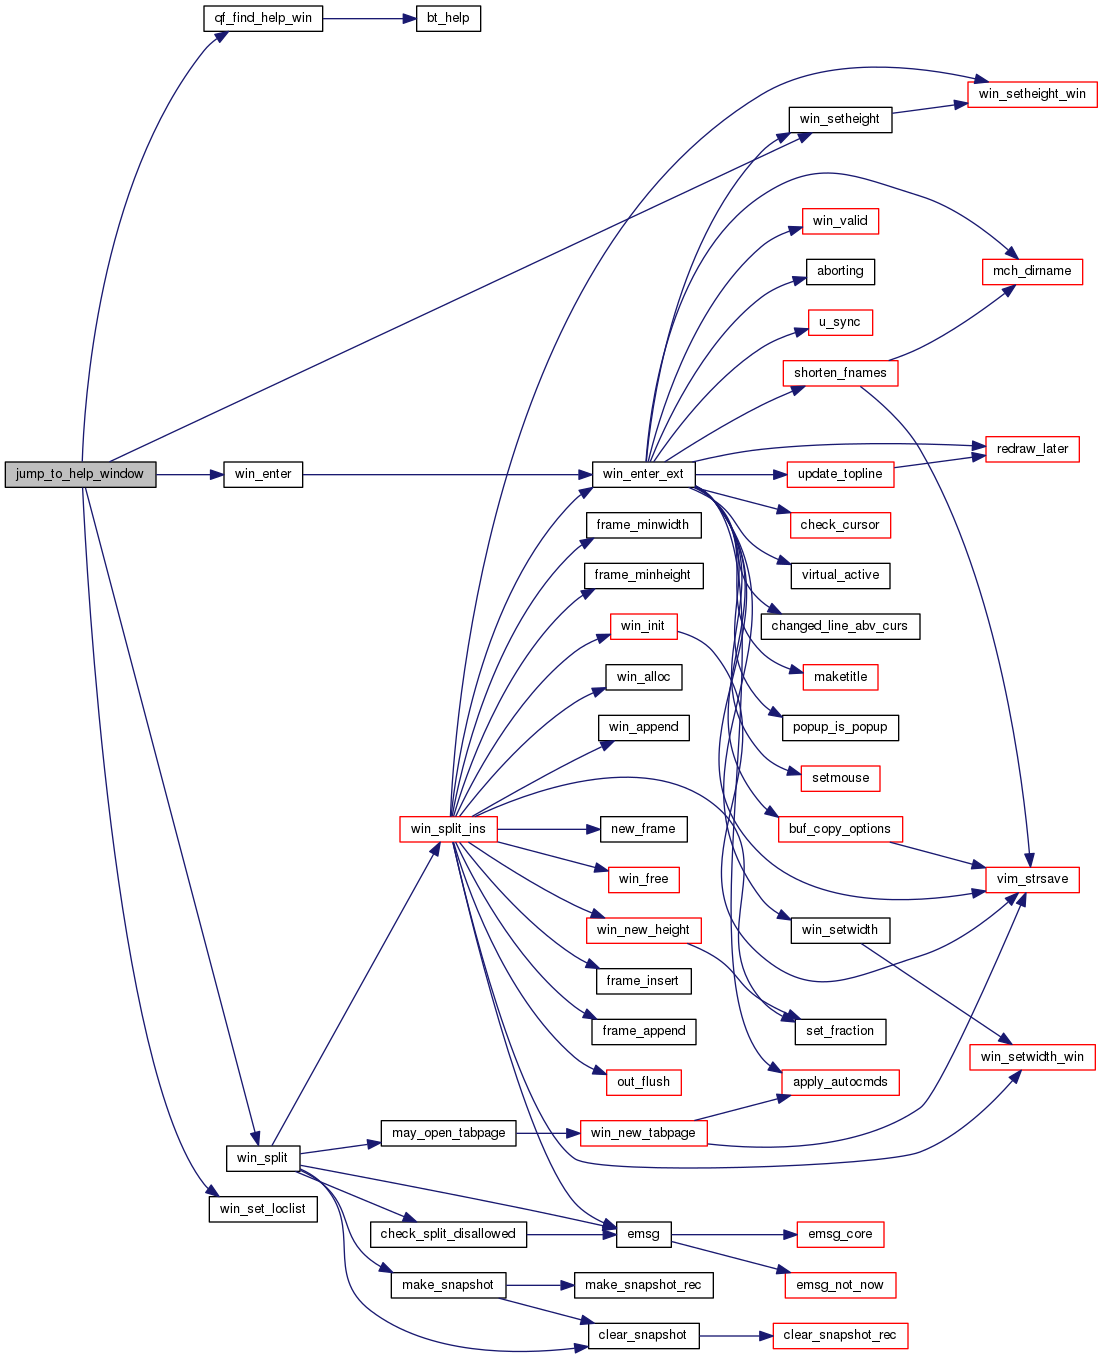 qf_find_help_win
bt_help
win_setheight_win
win_setheight
win_valid
mch_dirname
aborting
u_sync
shorten_fnames
redraw_later
jump_to_help_window
win_enter
win_enter_ext
update_topline
frame_minwidth
check_cursor
frame_minheight
virtual_active
win_init
changed_line_abv_curs
win_alloc
maketitle
win_append
popup_is_popup
setmouse
win_split_ins
new_frame
buf_copy_options
win_free
vim_strsave
win_new_height
win_setwidth
frame_insert
frame_append
set_fraction
win_setwidth_win
out_flush
apply_autocmds
may_open_tabpage
win_new_tabpage
win_split
win_set_loclist
check_split_disallowed
emsg
emsg_core
make_snapshot
make_snapshot_rec
emsg_not_now
clear_snapshot
clear_snapshot_rec